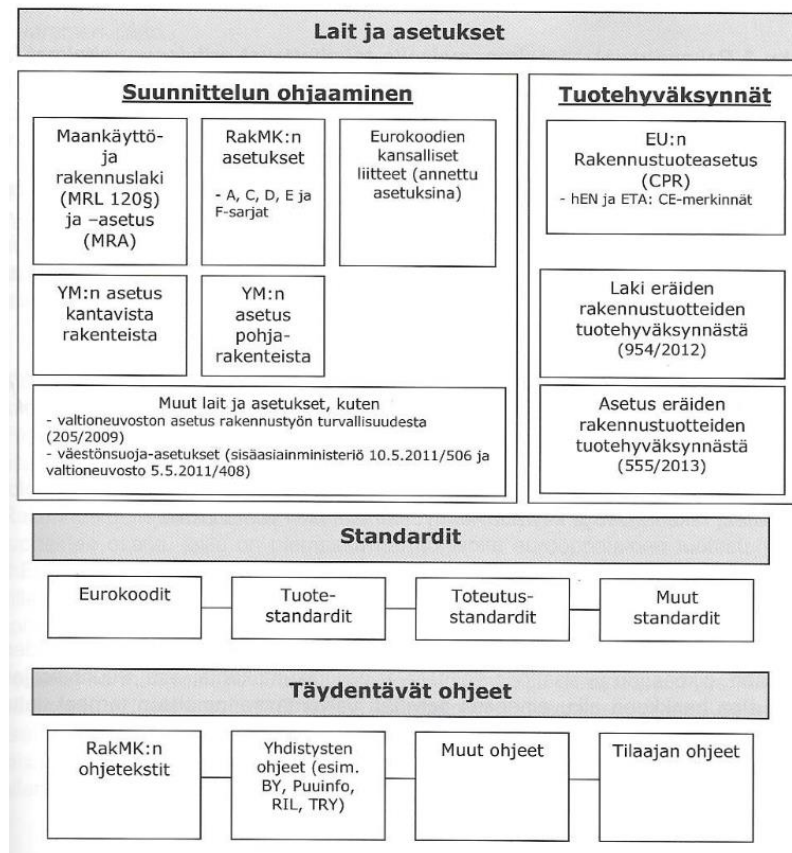 Lait ja asetukset
Suunnittelun ohjaaminen
Maankäyttö-
ja
rakennuslaki
(MRL 120§)
ja –asetus
(MRA)
RakMK:n
asetukset
- A, C, D, E ja
F-sarjat
Eurokoodien
kansalliset
liitteet (annettu
asetuksina)
YM:n asetus
kantavista
rakenteista
YM:n
asetus
pohja-
rakenteista
Muut lait ja asetukset, kuten
- valtioneuvoston asetus rakennustyön turvallisuudesta
(205/2009)
- väestönsuoja-asetukset (sisäasiainministeriö 10.5.2011/506 ja
valtioneuvosto 5.5.2011/408)
Tuotehyväksynnät
EU:n
Rakennustuoteasetus
(CPR)
- hEN ja ETA: CE-merkinnät
Laki eräiden
rakennustuotteiden
tuotehyväksynnästä
(954/2012)
Asetus eräiden
rakennustuotteiden
tuotehyväksynnästä
(555/2013)
Standardit
Eurokoodit
Tuote-
standardit
Toteutus-
standardit
Muut
standardit
Täydentävät ohjeet
RakMK:n
ohjetekstit
Yhdistysten
ohjeet (esim.
BY, Puuinfo,
RIL, TRY)
Muut ohjeet
Tilaajan ohjeet